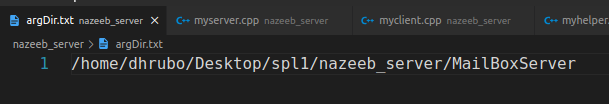 argDir.txt nazeeb_server myserver.cpp nazeeb_server myclient.cpp nazeeb_server myhelper.
nazeeb_server > argDir.txt
1 /home/dhrubo/Desktop/spl1/nazeeb_server/MailBoxServer